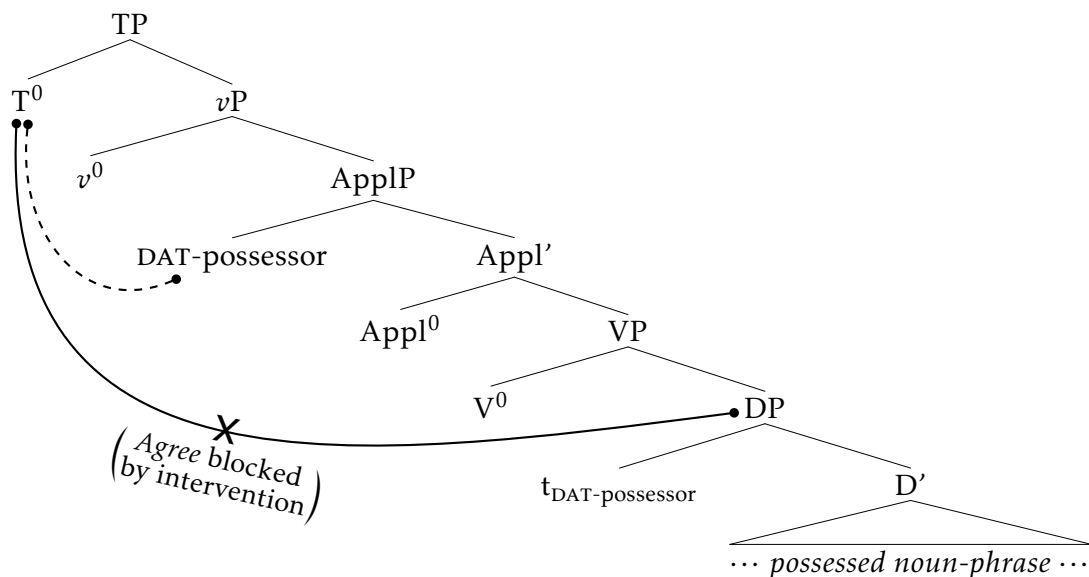 TP
T⁰ vP
v⁰ ApplP
DAT-possessor Appl’
Appl⁰ VP
V⁰ DP
X
(Agree blocked
by intervention)
t_DAT-possessor D’
⋯ possessed noun-phrase ⋯